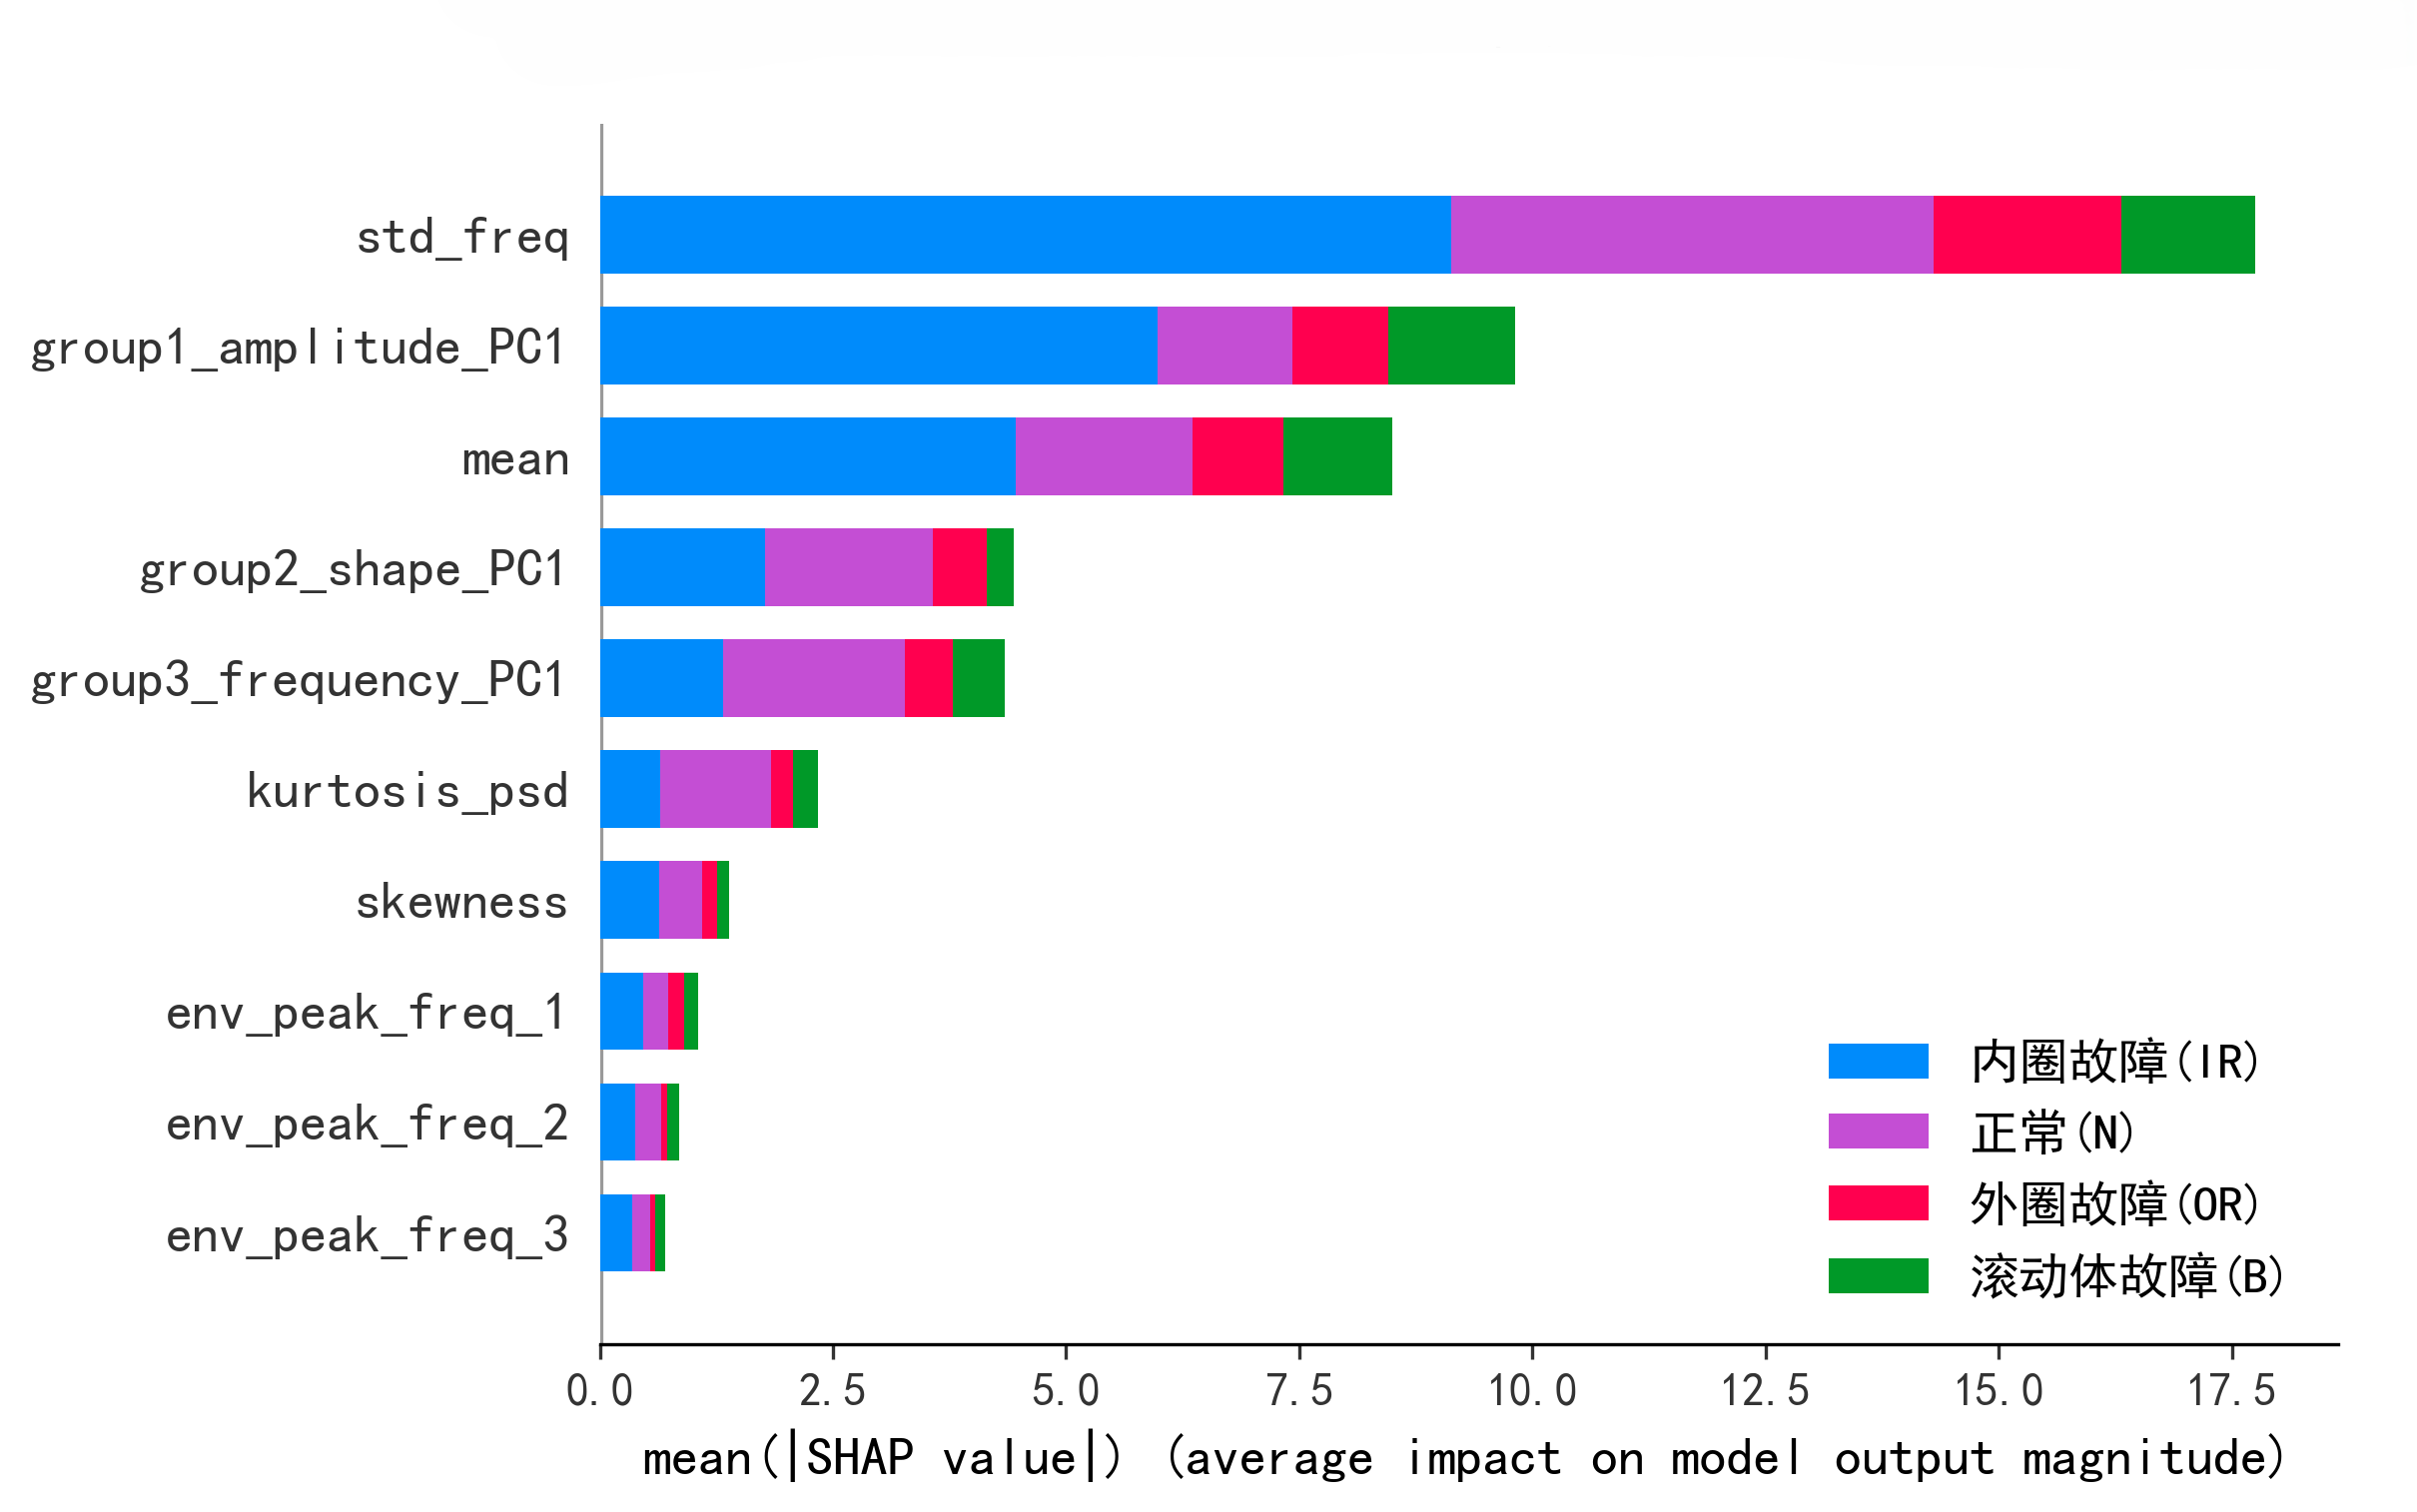 std_freq
group1_amplitude_PC1
mean
group2_shape_PC1
group3_frequency_PC1
kurtosis_psd
skewness
env_peak_freq_1
env_peak_freq_2
env_peak_freq_3
内圈故障(IR)
正常(N)
外圈故障(OR)
滚动体故障(B)
0.0 2.5 5.0 7.5 10.0 12.5 15.0 17.5
mean(|SHAP value|) (average impact on model output magnitude)